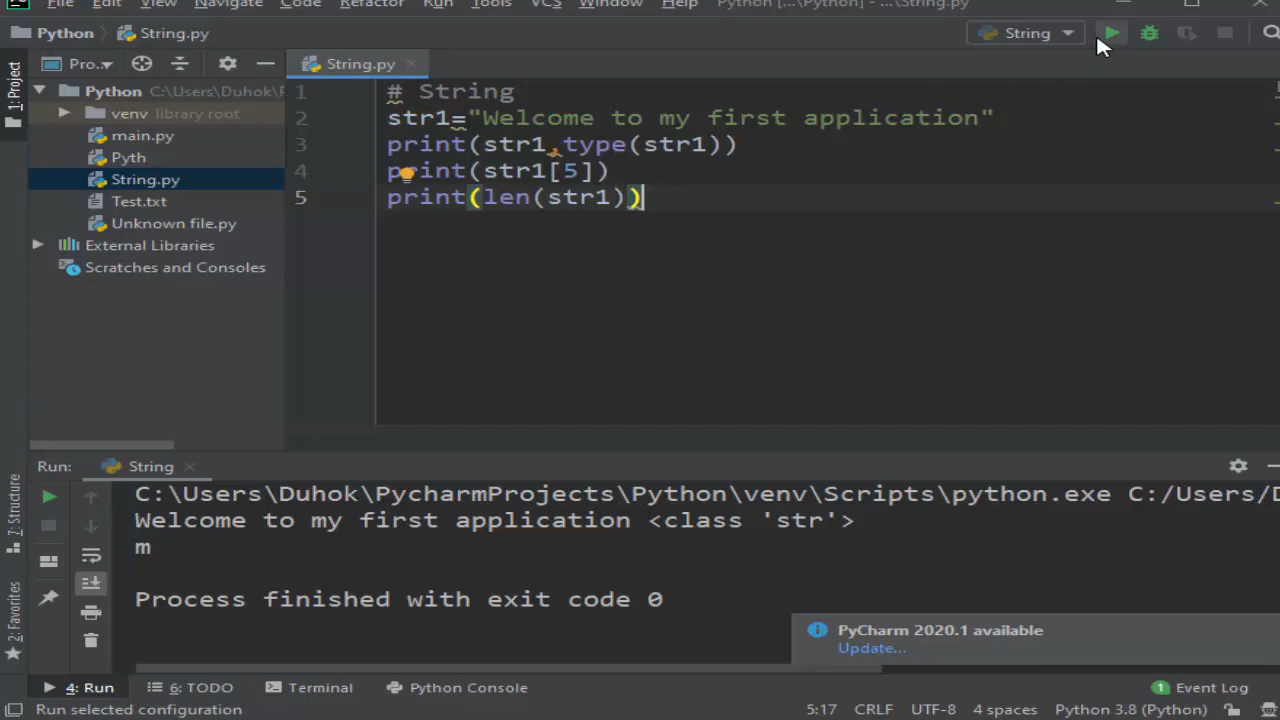 File Edit View Navigate Code Refactor Run Tools VCS Window Help Python [...\Python] - ...\String.py
Python String.py String
1: Project Pro... String.py
Python C:\Users\Duhok\
venv library root
main.py
Pyth
String.py
Test.txt
Unknown file.py
External Libraries
Scratches and Consoles
1 # String
2 str1="Welcome to my first application"
3 print(str1,type(str1))
4 print(str1[5])
5 print(len(str1))
Run: String
C:\Users\Duhok\PycharmProjects\Python\venv\Scripts\python.exe C:/Users/
Welcome to my first application <class 'str'>
m
Process finished with exit code 0
7: Structure
2: Favorites
PyCharm 2020.1 available
Update...
4: Run 6: TODO Terminal Python Console 1 Event Log
Run selected configuration 5:17 CRLF UTF-8 4 spaces Python 3.8 (Python)